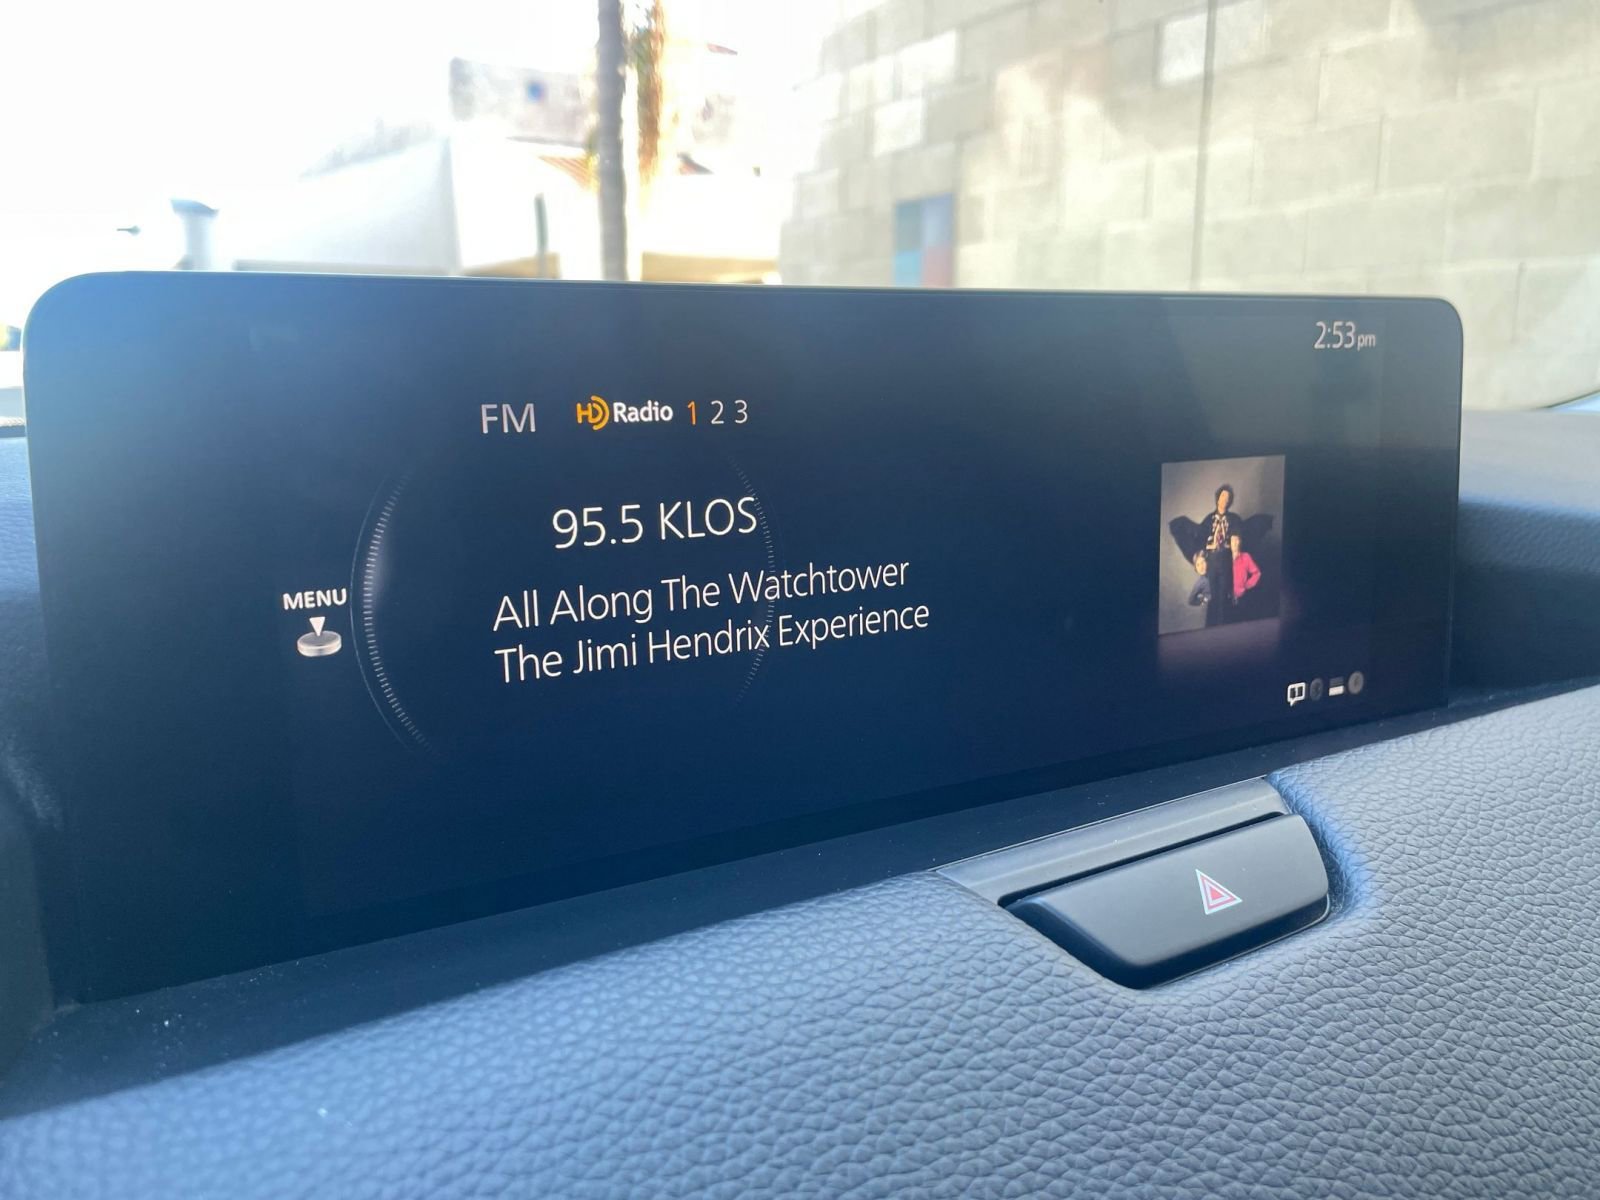 2:53pm
FM HD Radio 1 2 3
95.5 KLOS
All Along The Watchtower
The Jimi Hendrix Experience
MENU